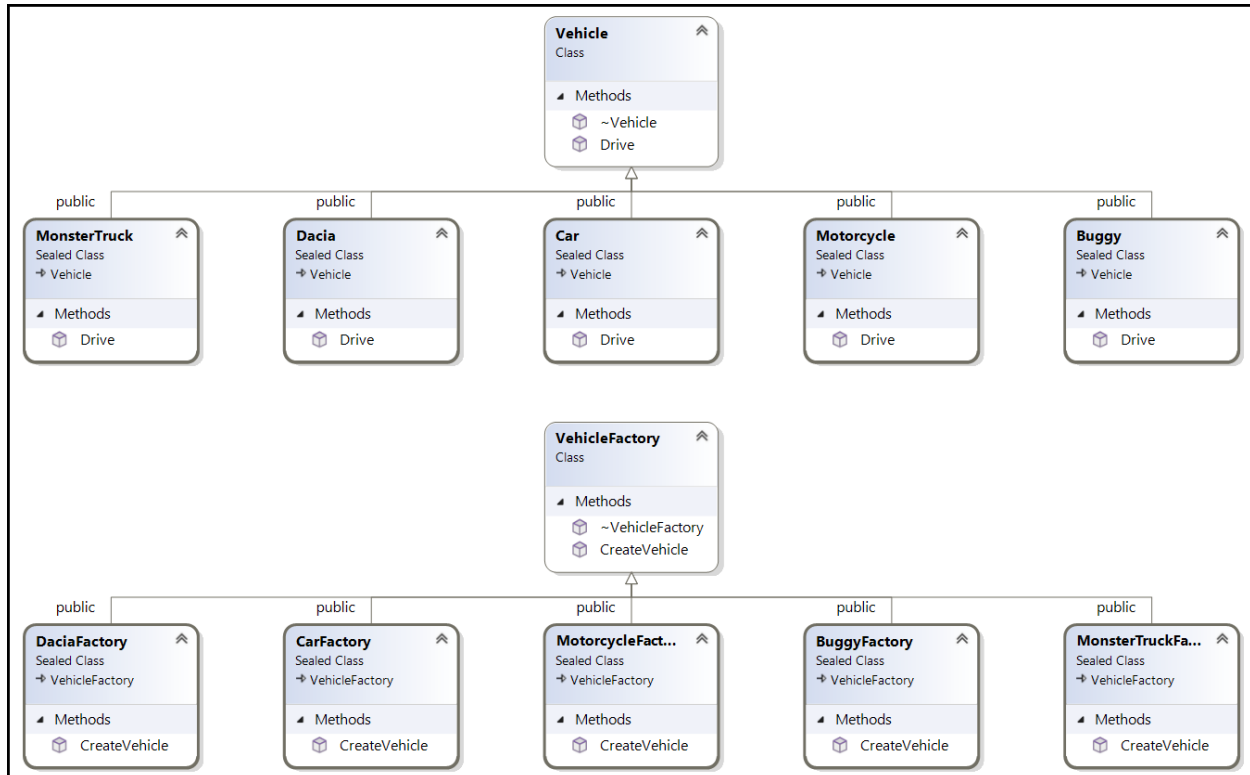 Vehicle
Class
Methods
~Vehicle
Drive
public
public
public
public
public
MonsterTruck
Sealed Class
Vehicle
Methods
Drive
Dacia
Sealed Class
Vehicle
Methods
Drive
Car
Sealed Class
Vehicle
Methods
Drive
Motorcycle
Sealed Class
Vehicle
Methods
Drive
Buggy
Sealed Class
Vehicle
Methods
Drive
VehicleFactory
Class
Methods
~VehicleFactory
CreateVehicle
public
public
public
public
public
DaciaFactory
Sealed Class
VehicleFactory
Methods
CreateVehicle
CarFactory
Sealed Class
VehicleFactory
Methods
CreateVehicle
MotorcycleFact...
Sealed Class
VehicleFactory
Methods
CreateVehicle
BuggyFactory
Sealed Class
VehicleFactory
Methods
CreateVehicle
MonsterTruckFa...
Sealed Class
VehicleFactory
Methods
CreateVehicle